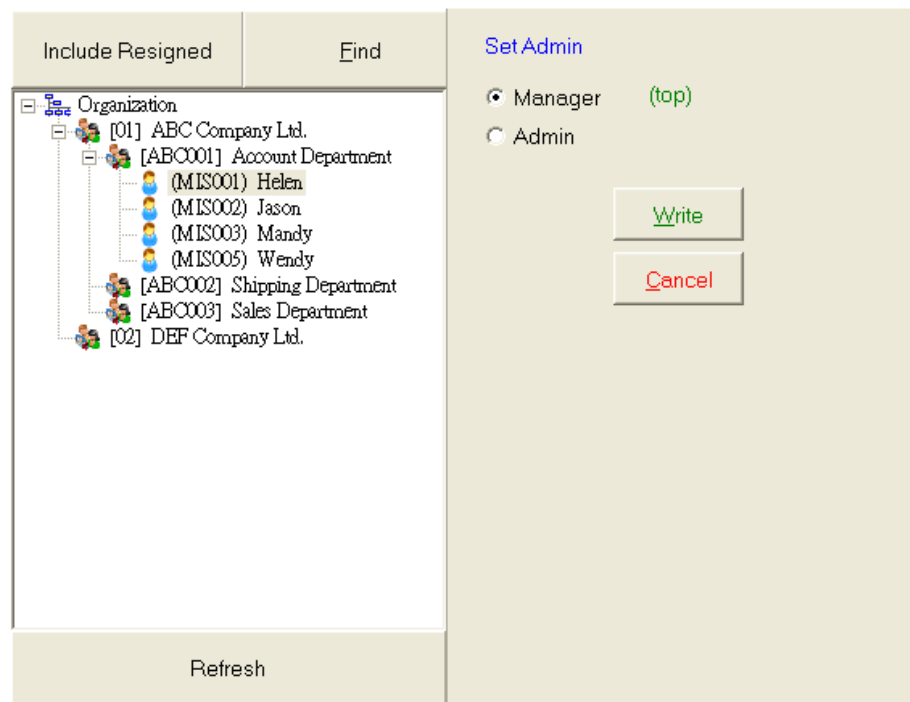 Include Resigned
Find
Organization
[01] ABC Company Ltd.
[ABC001] Account Department
(MIS001) Helen
(MIS002) Jason
(MIS003) Mandy
(MIS005) Wendy
[ABC002] Shipping Department
[ABC003] Sales Department
[02] DEF Company Ltd.
Refresh
Set Admin
Manager (top)
Admin
Write
Cancel